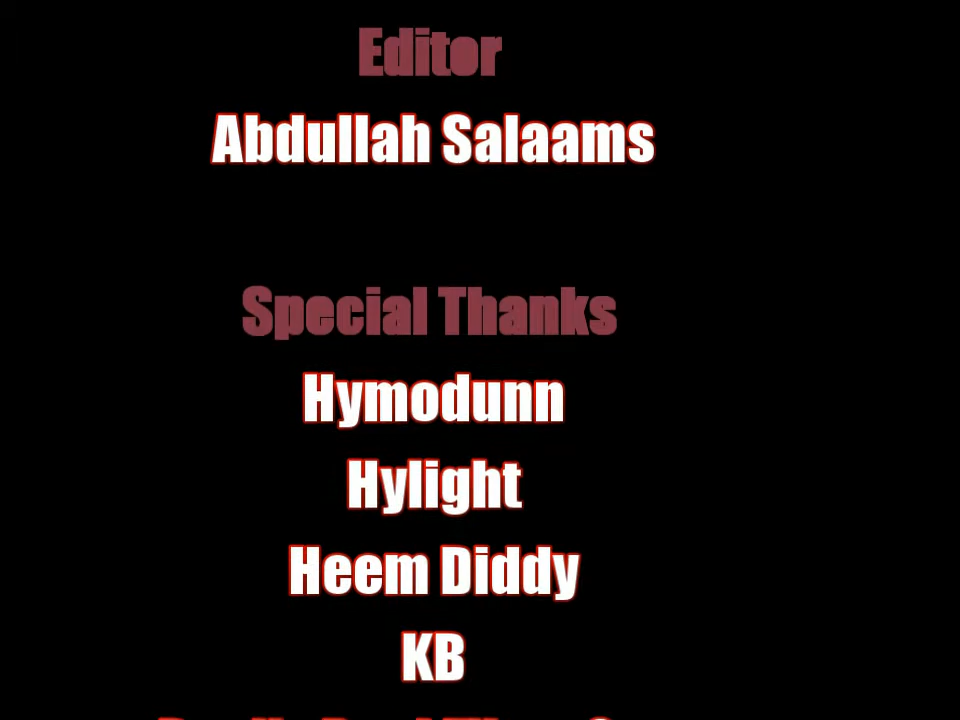 Editor
Abdullah Salaams
Special Thanks
Hymodunn
Hylight
Heem Diddy
KB